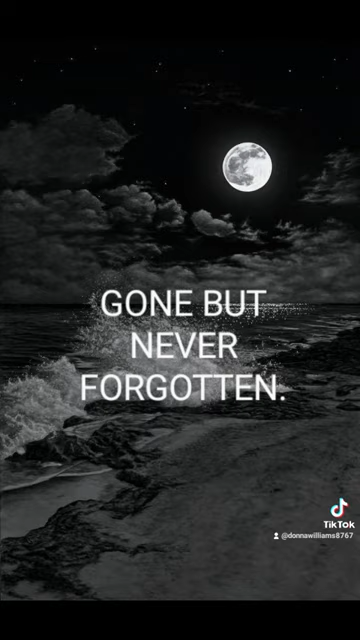 GONE BUT
NEVER
FORGOTTEN.
TikTok
@donnawilliams8767